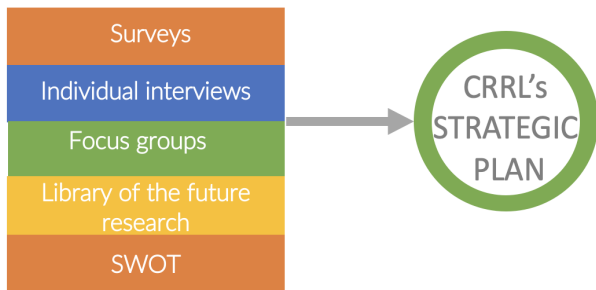 Surveys
Individual interviews
Focus groups
Library of the future
research
SWOT
CRRL's
STRATEGIC
PLAN